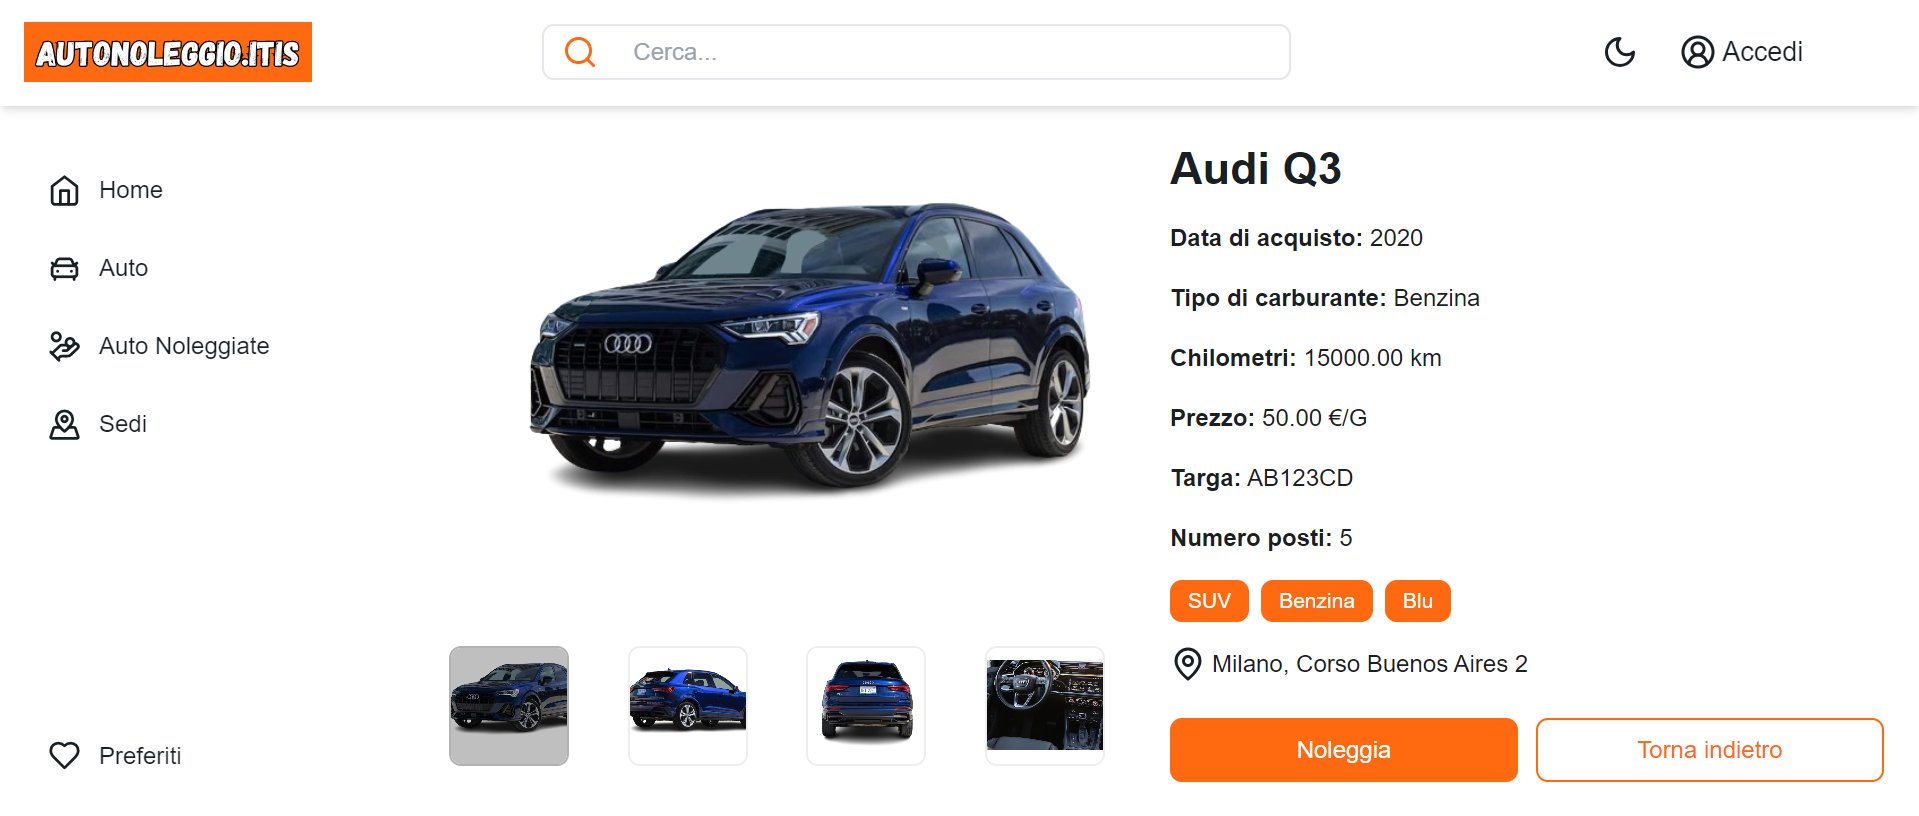 AUTONOLEGGIO.ITIS
Cerca...
Accedi
Home
Auto
Auto Noleggiate
Sedi
Preferiti
Audi Q3
Data di acquisto: 2020
Tipo di carburante: Benzina
Chilometri: 15000.00 km
Prezzo: 50.00 €/G
Targa: AB123CD
Numero posti: 5
SUV Benzina Blu
Milano, Corso Buenos Aires 2
Noleggia Torna indietro